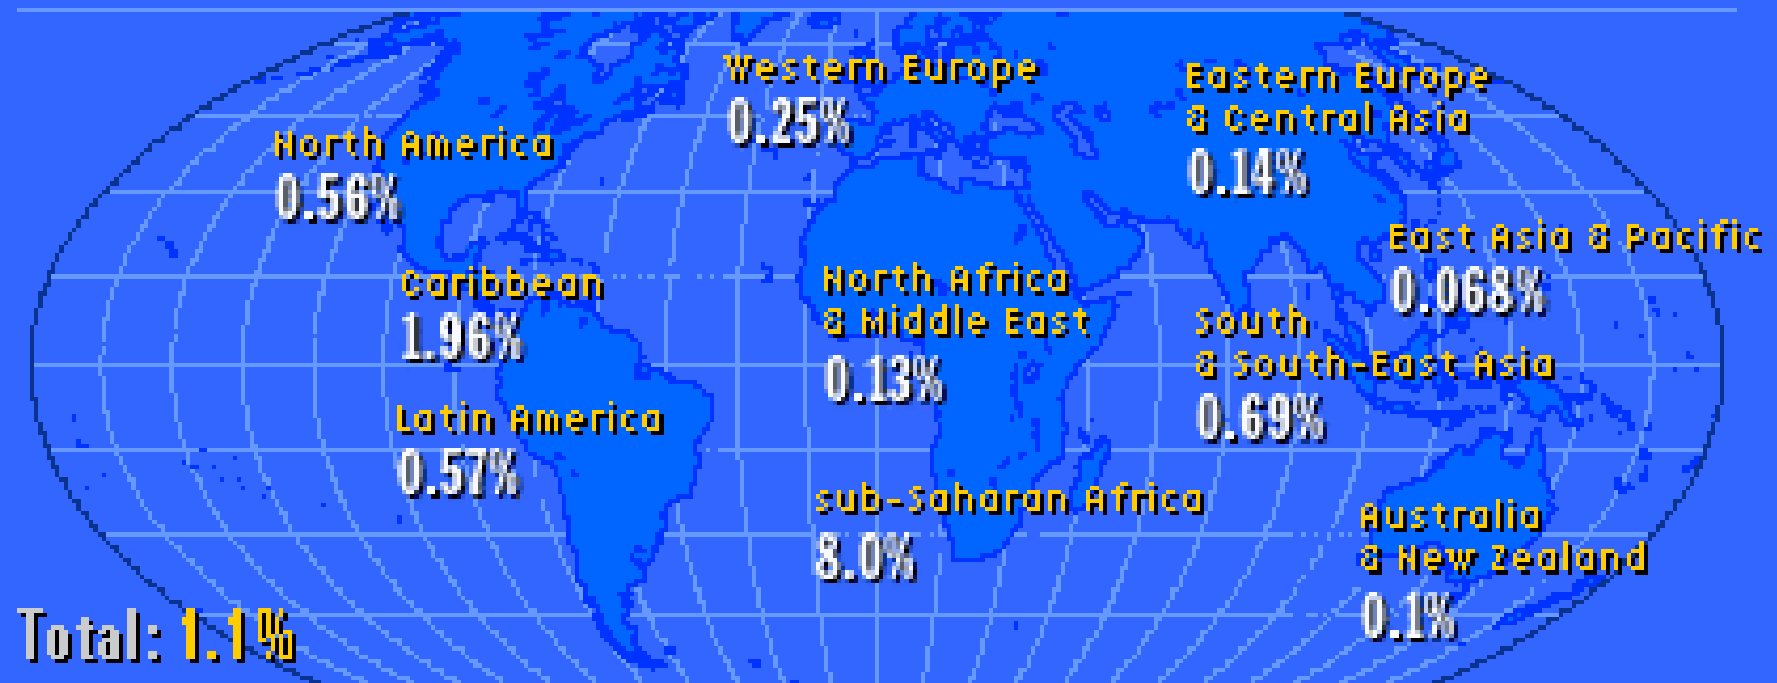 Western Europe
0.25%
Eastern Europe
& Central Asia
0.14%
North America
0.56%
East Asia & Pacific
0.068%
Caribbean
1.96%
North Africa
& Middle East
0.13%
South
& South-East Asia
0.69%
Latin America
0.57%
sub-Saharan Africa
8.0%
Australia
& New Zealand
0.1%
Total: 1.1%